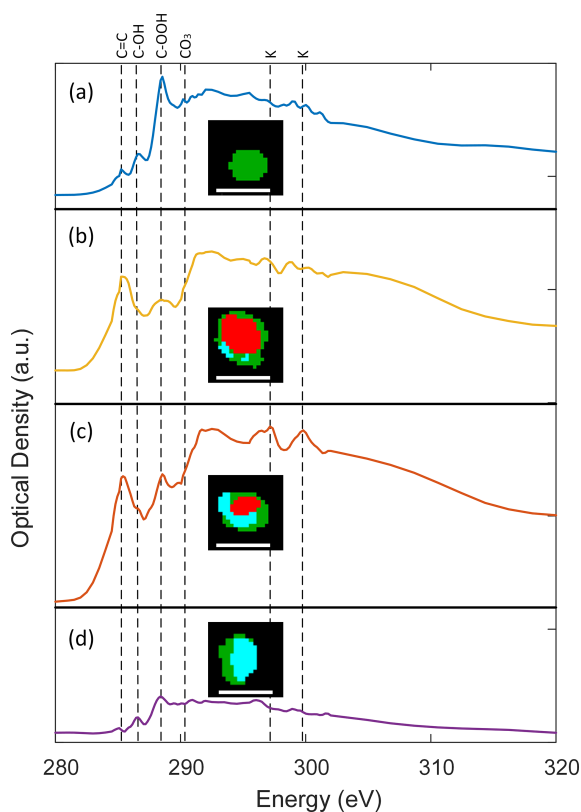 C=C
C-OH
C-OOH
CO₃
K
K
(a)
(b)
(c)
(d)
Optical Density (a.u.)
280
290
300
310
320
Energy (eV)